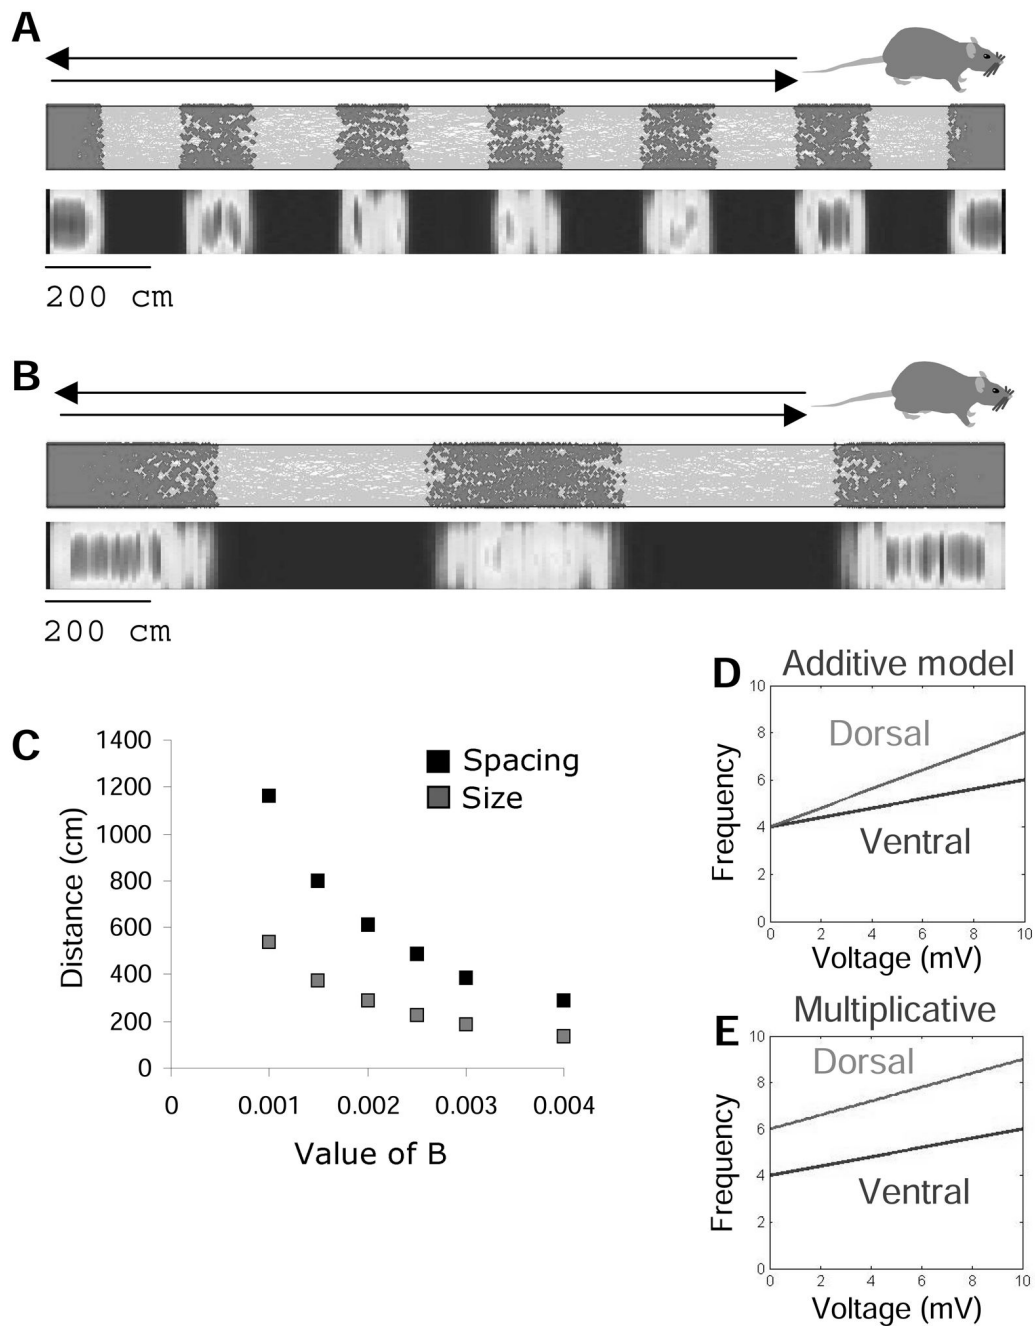 A
200 cm
B
200 cm
C
1400
1200
1000
800
600
400
200
0
0 0.001 0.002 0.003 0.004
Distance (cm)
Value of B
Spacing
Size
D Additive model
10
8
6
4
2
0
0 2 4 6 8 10
Frequency
Dorsal
Ventral
Voltage (mV)
E Multiplicative
10
8
6
4
2
0
0 2 4 6 8 10
Frequency
Dorsal
Ventral
Voltage (mV)